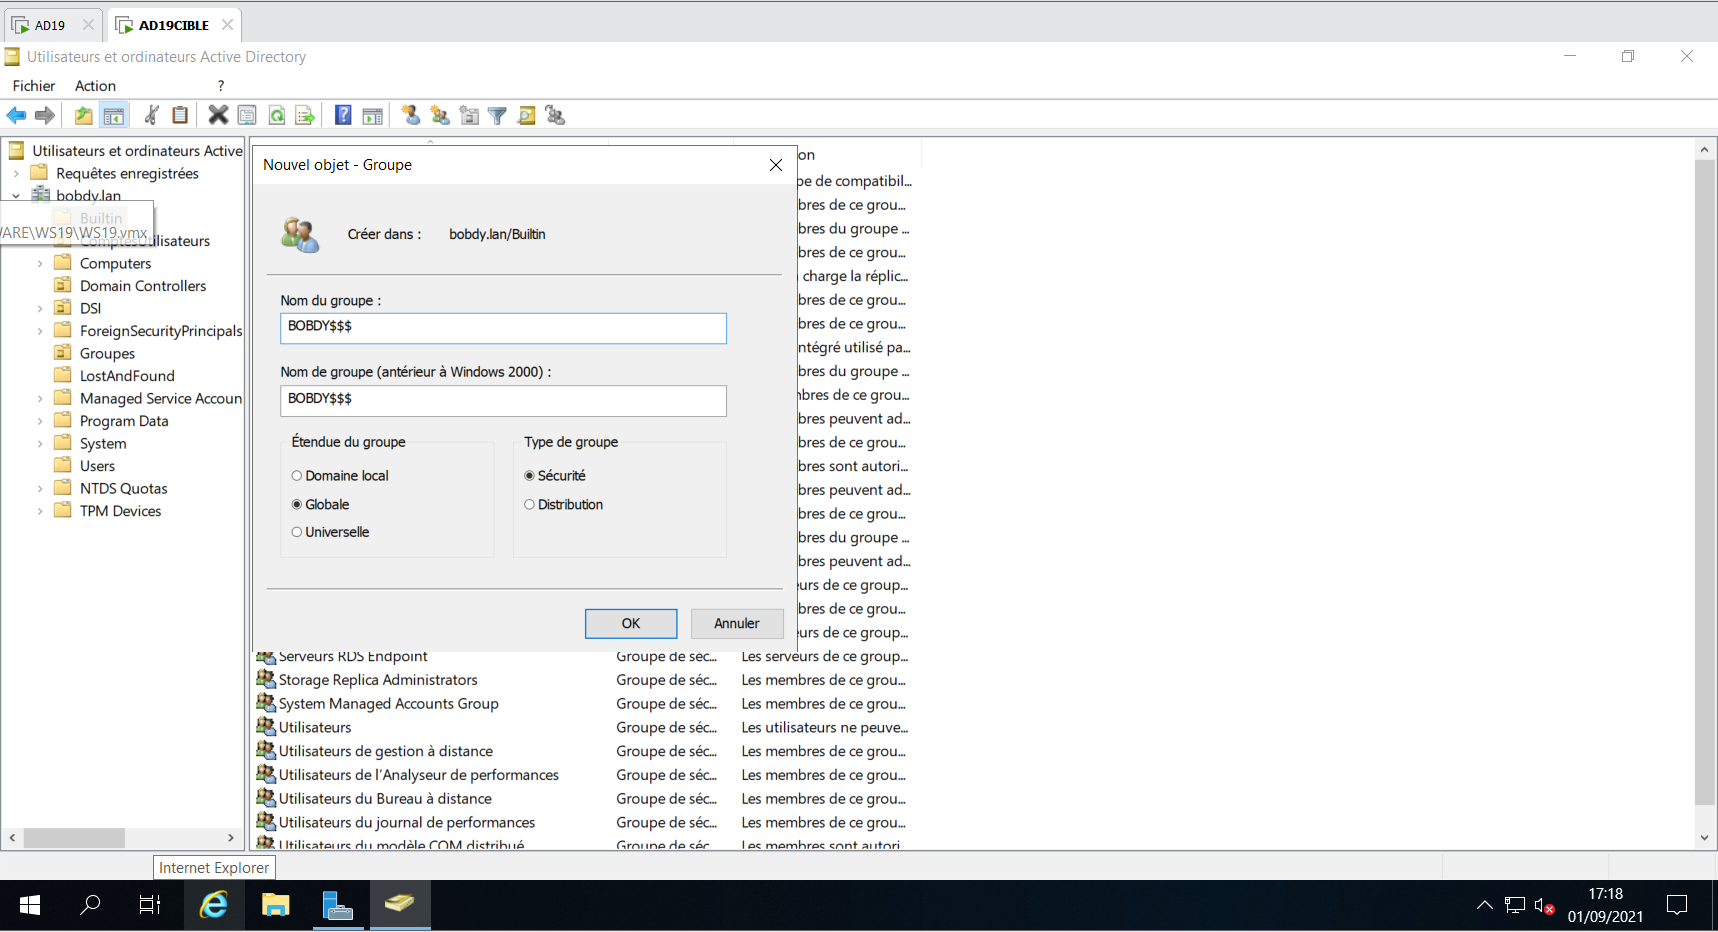 AD19
AD19CIBLE
Utilisateurs et ordinateurs Active Directory
Fichier Action ?
Utilisateurs et ordinateurs Active
Requêtes enregistrées
bobdy.lan
Builtin
WARE\WS19\WS19.vmx
ComptesUtilisateurs
Computers
Domain Controllers
DSI
ForeignSecurityPrincipals
Groupes
LostAndFound
Managed Service Accoun
Program Data
System
Users
NTDS Quotas
TPM Devices
Nouvel objet - Groupe
Créer dans : bobdy.lan/Builtin
Nom du groupe :
BOBDY$$$
Nom de groupe (antérieur à Windows 2000) :
BOBDY$$$
Étendue du groupe
Domaine local
Globale
Universelle
Type de groupe
Sécurité
Distribution
OK
Annuler
on
pe de compatibil...
bres de ce grou...
bres du groupe ...
bres de ce grou...
charge la réplic...
bres de ce grou...
bres de ce grou...
ntégré utilisé pa...
bres du groupe ...
nbres de ce grou...
bres peuvent ad...
bres de ce grou...
bres sont autori...
bres peuvent ad...
bres de ce grou...
bres du groupe ...
bres peuvent ad...
eurs de ce group...
bres de ce grou...
eurs de ce group...
Serveurs RDS Endpoint Groupe de séc... Les serveurs de ce group...
Storage Replica Administrators Groupe de séc... Les membres de ce grou...
System Managed Accounts Group Groupe de séc... Les membres de ce grou...
Utilisateurs Groupe de séc... Les utilisateurs ne peuve...
Utilisateurs de gestion à distance Groupe de séc... Les membres de ce grou...
Utilisateurs de l'Analyseur de performances Groupe de séc... Les membres de ce grou...
Utilisateurs du Bureau à distance Groupe de séc... Les membres de ce grou...
Utilisateurs du journal de performances Groupe de séc... Les membres de ce grou...
Utilisateurs du modèle COM distribué Groupe de séc... Les membres sont autori...
Internet Explorer
17:18
01/09/2021